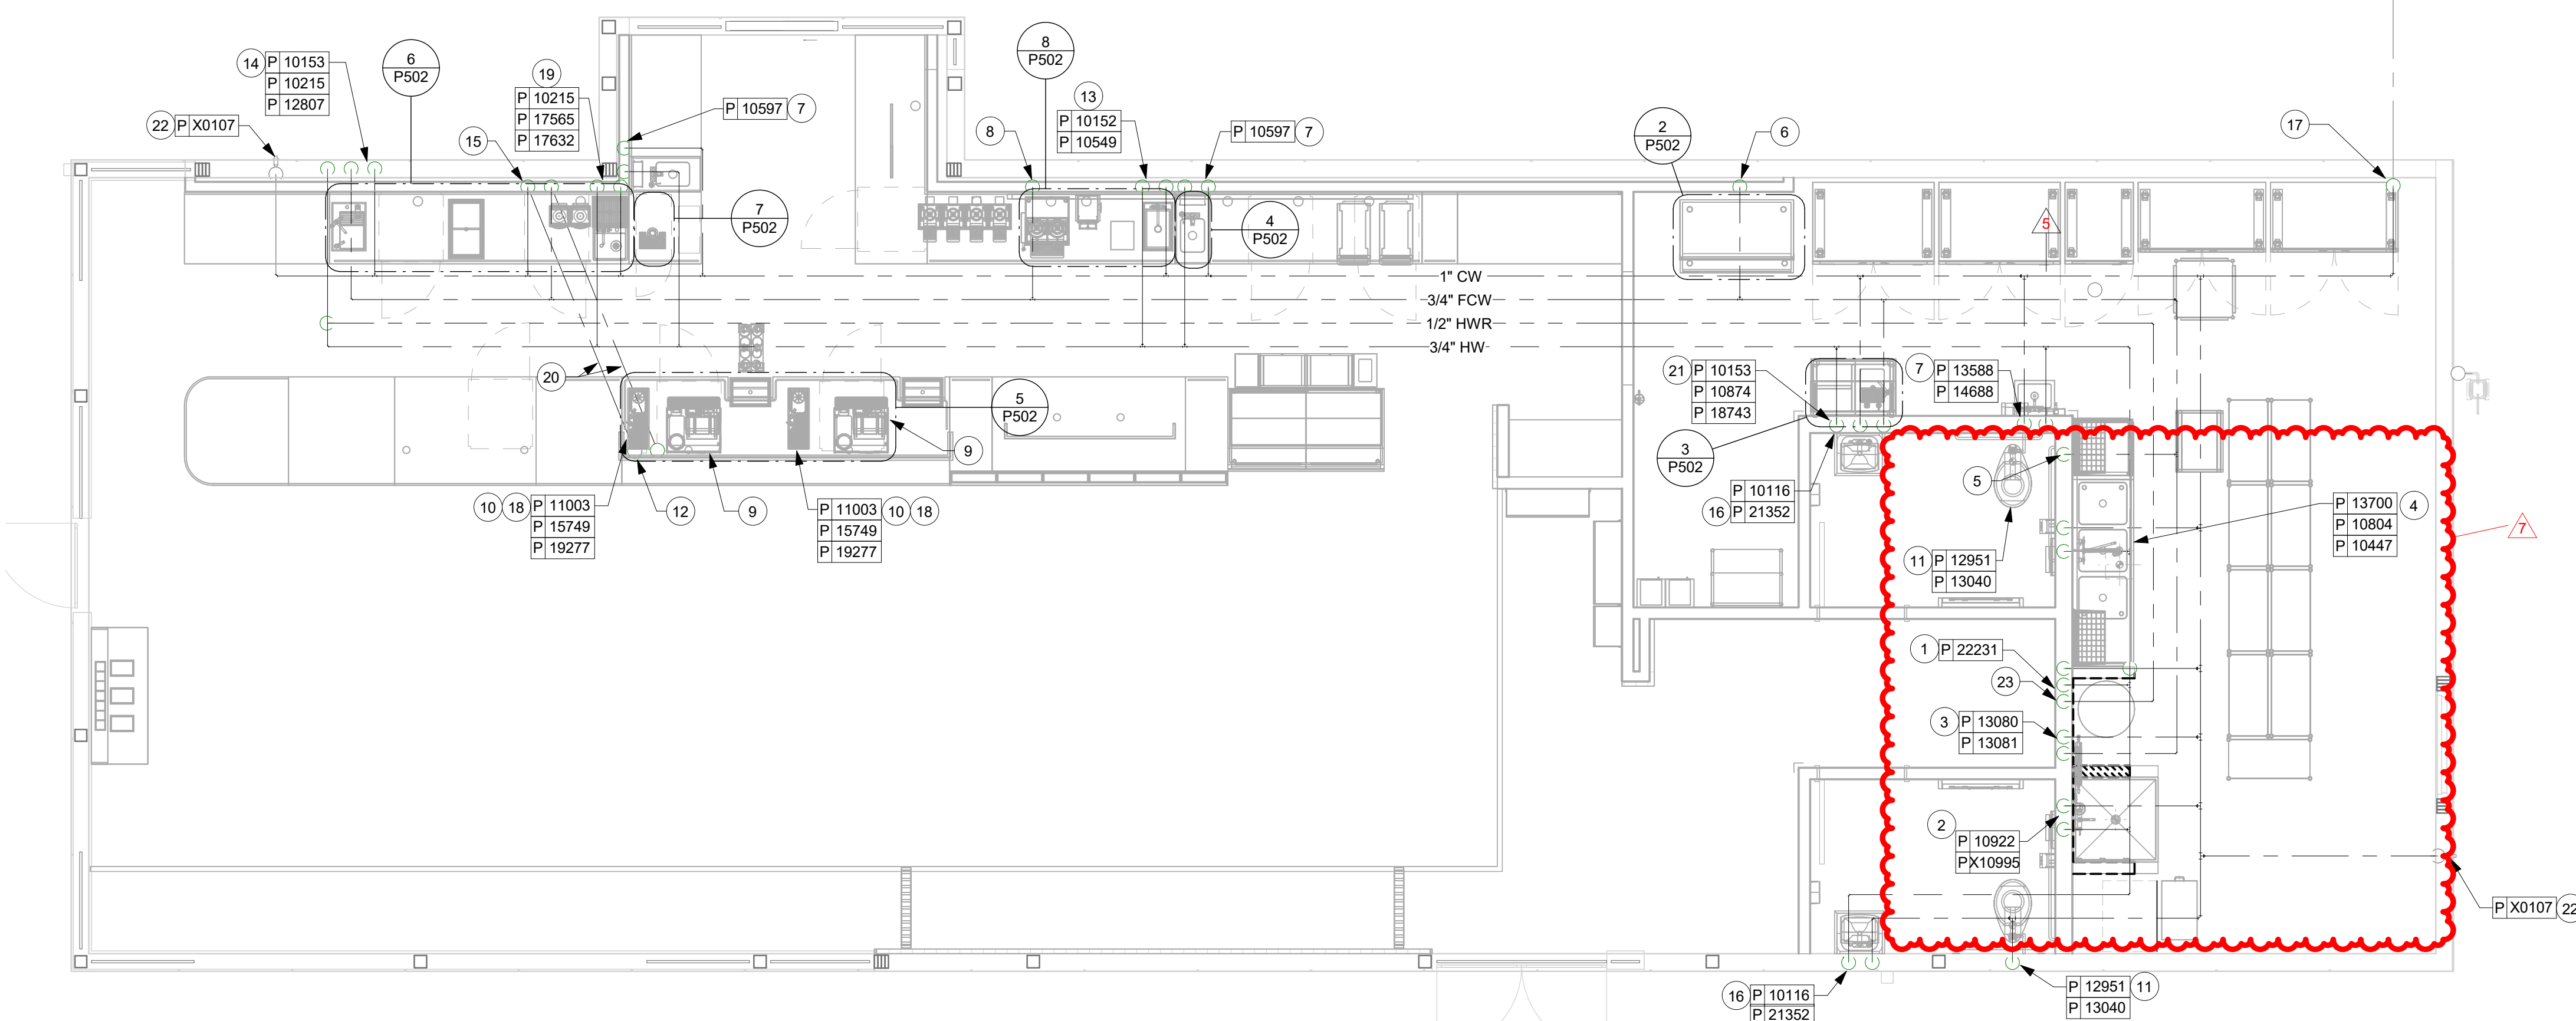 8
P502
6
P502
14 P 10153
P 10215
P 12807
19
P 10215
P 17565
P 17632
P 10597 7
13
P 10152
P 10549
22 P X0107
15
8
P 10597 7
2
P502
6
17
7
P502
4
P502
5
1" CW
3/4" FCW
1/2" HWR
3/4" HW
20
21 P 10153
P 10874
P 18743
7 P 13588
P 14688
5
P502
9
3
P502
5
10 18 P 11003
P 15749
P 19277
12
9
P 11003 10 18
P 15749
P 19277
P 10116
16 P 21352
P 13700 4
P 10804
P 10447
7
11 P 12951
P 13040
1 P 22231
23
3 P 13080
P 13081
2
P 10922
P X10995
P X0107 22
16 P 10116
P 21352
P 12951 11
P 13040